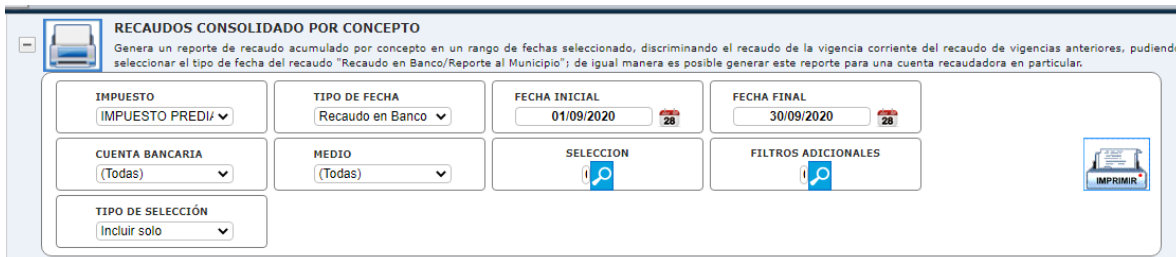 RECAUDOS CONSOLIDADO POR CONCEPTO
Genera un reporte de recaudo acumulado por concepto en un rango de fechas seleccionado, discriminando el recaudo de la vigencia corriente del recaudo de vigencias anteriores, pudiend
seleccionar el tipo de fecha del recaudo "Recaudo en Banco/Reporte al Municipio"; de igual manera es posible generar este reporte para una cuenta recaudadora en particular.
IMPUESTO TIPO DE FECHA FECHA INICIAL FECHA FINAL
IMPUESTO PREDIA Recaudo en Banco 01/09/2020 28 30/09/2020 28
CUENTA BANCARIA MEDIO SELECCION FILTROS ADICIONALES
(Todas) (Todas)
IMPRIMIR
TIPO DE SELECCIÓN
Incluir solo